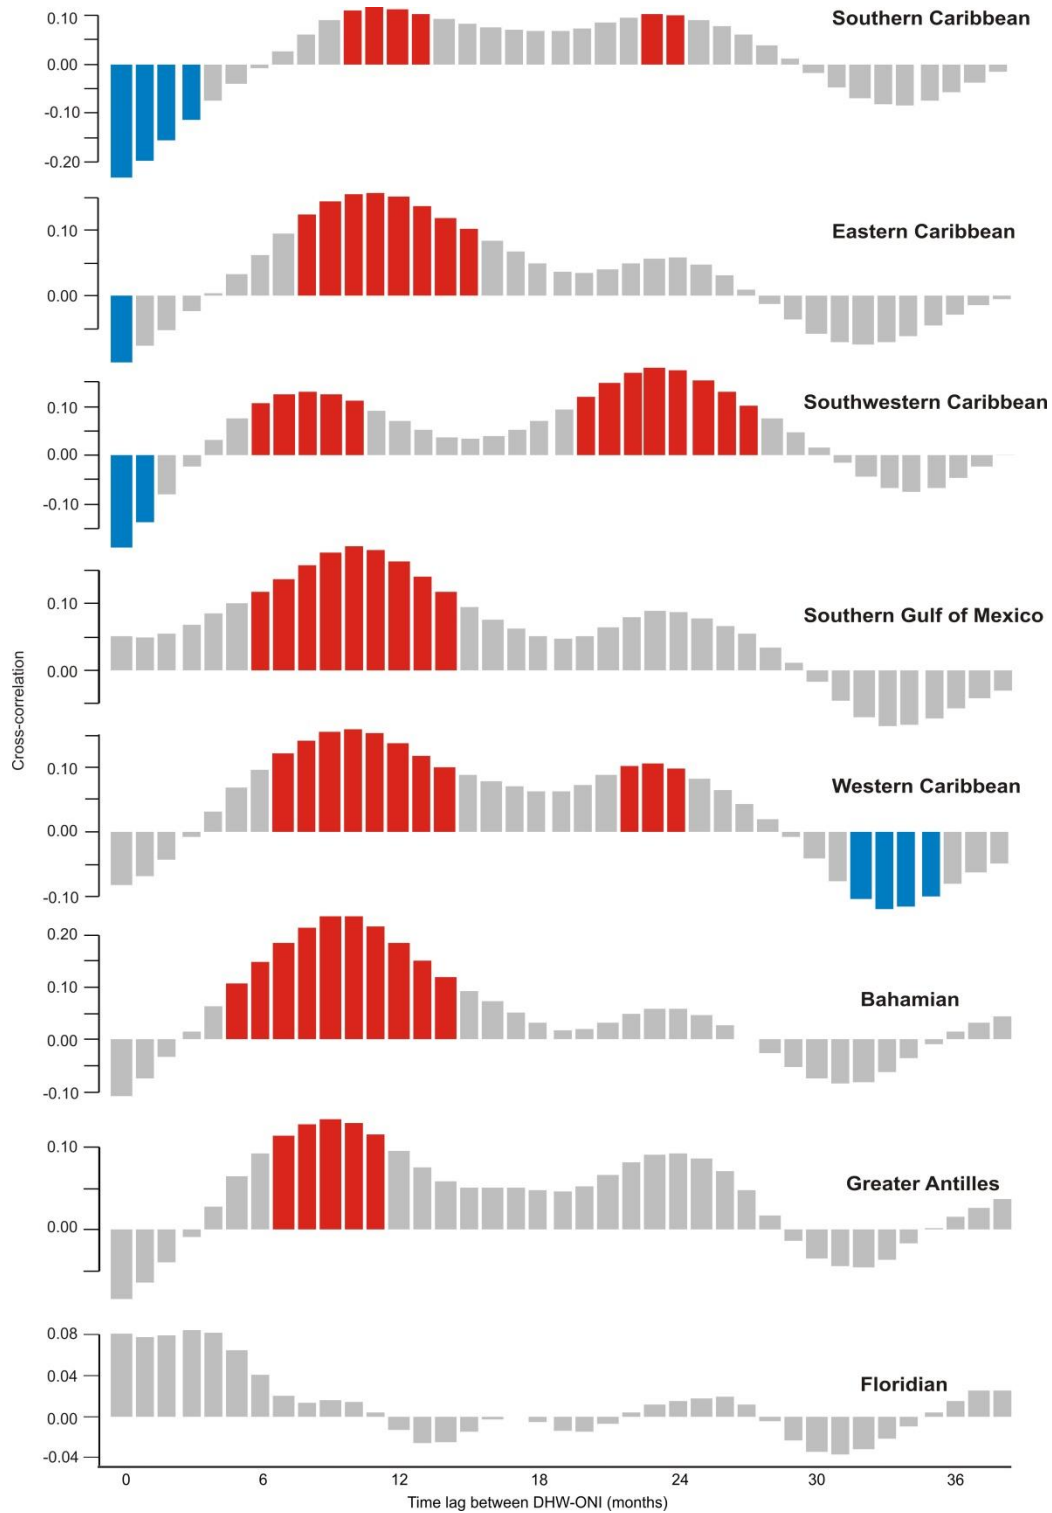 Southern Caribbean
0.10
0.00
-0.10
-0.20
Eastern Caribbean
0.10
0.00
Southwestern Caribbean
0.10
0.00
-0.10
Southern Gulf of Mexico
0.10
0.00
Cross-correlation
Western Caribbean
0.10
0.00
-0.10
Bahamian
0.20
0.10
0.00
-0.10
Greater Antilles
0.10
0.00
Floridian
0.08
0.04
0.00
-0.04
0 6 12 18 24 30 36
Time lag between DHW-ONI (months)